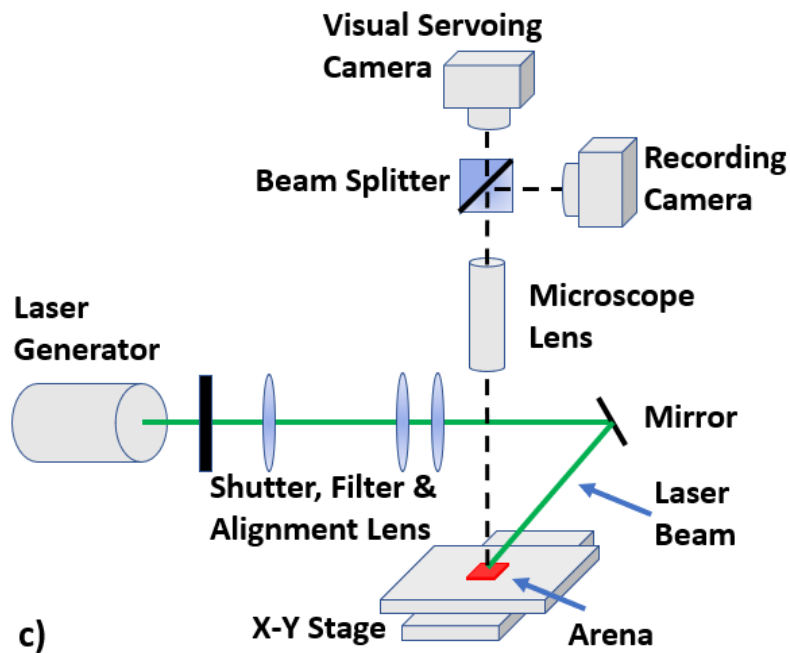 Visual Servoing
Camera
Beam Splitter
Recording
Camera
Microscope
Lens
Laser
Generator
Mirror
Shutter, Filter &
Alignment Lens
Laser
Beam
X-Y Stage
Arena
c)